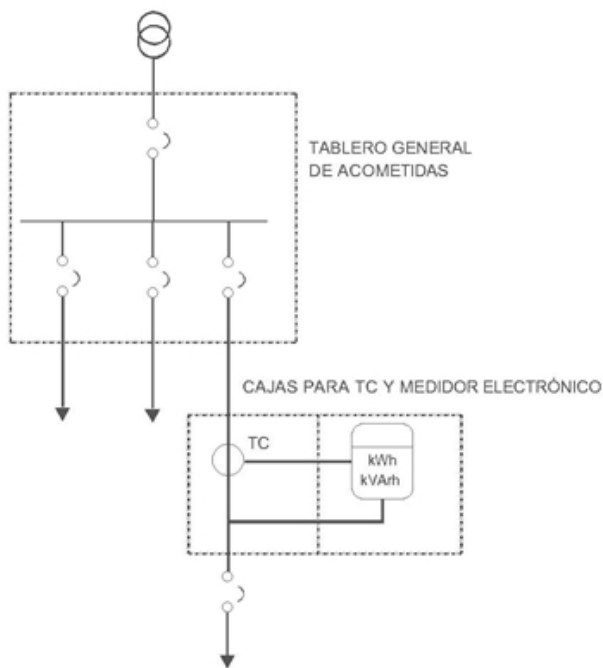 TABLERO GENERAL
DE ACOMETIDAS
CAJAS PARA TC Y MEDIDOR ELECTRÓNICO
TC
kWh
kVArh